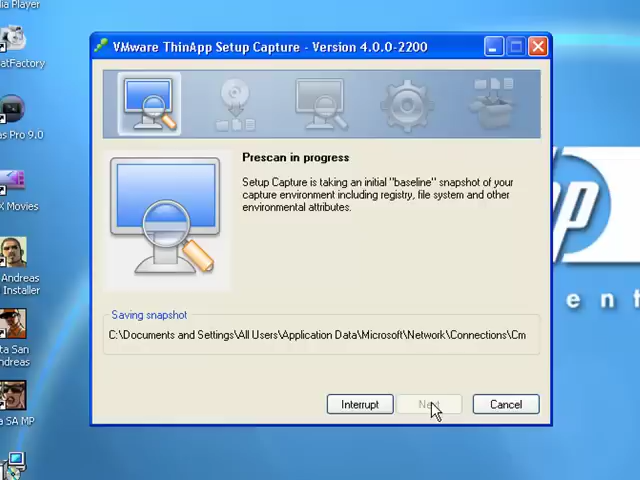 dia Player
VMware ThinApp Setup Capture - Version 4.0.0-2200
eatFactory
as Pro 9.0
X Movies
Andreas
Installer
ta San
ndreas
a SA MP
Prescan in progress
Setup Capture is taking an initial "baseline" snapshot of your
capture environment including registry, file system and other
environmental attributes.
Saving snapshot
C:\Documents and Settings\All Users\Application Data\Microsoft\Network\Connections\Cm
Interrupt
Next
Cancel
hp
e n t